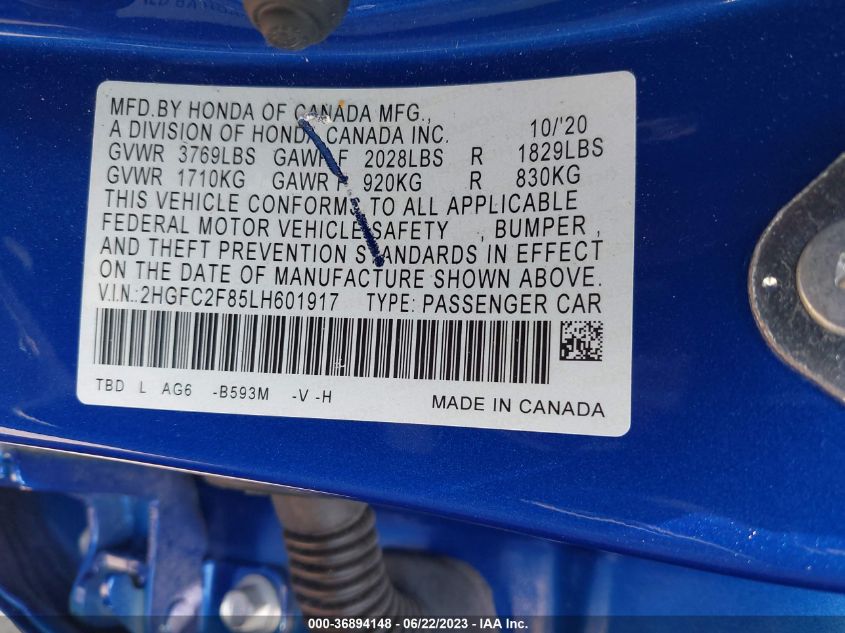 MFD.BY HONDA OF CANADA MFG.,
A DIVISION OF HONDA CANADA INC. 10/'20
GVWR 3769LBS GAWR F 2028LBS R 1829LBS
GVWR 1710KG GAWR F 920KG R 830KG
THIS VEHICLE CONFORMS TO ALL APPLICABLE
FEDERAL MOTOR VEHICLE SAFETY , BUMPER ,
AND THEFT PREVENTION STANDARDS IN EFFECT
ON THE DATE OF MANUFACTURE SHOWN ABOVE.
V.I.N.:2HGFC2F85LH601917 TYPE: PASSENGER CAR
TBD L AG6 -B593M -V -H
MADE IN CANADA
000-36894148 - 06/22/2023 - IAAI Inc.